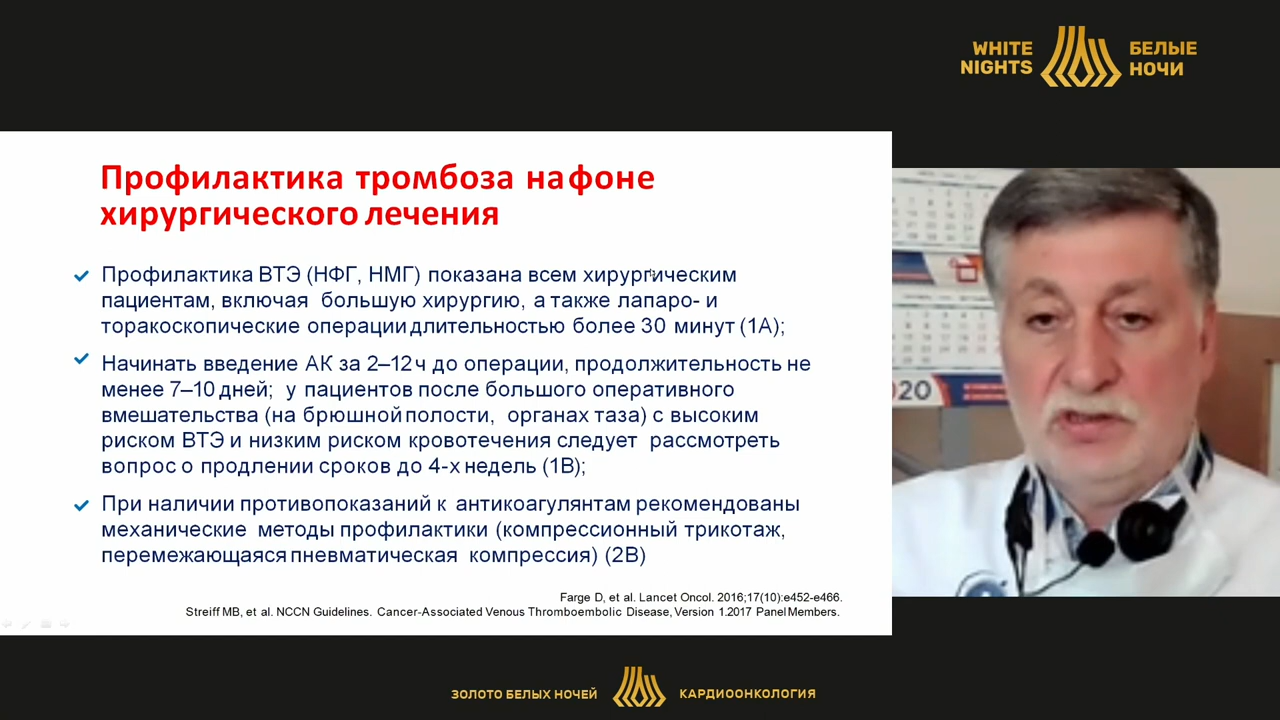 WHITE
NIGHTS
БЕЛЫЕ
НОЧИ
Профилактика тромбоза на фоне
хирургического лечения
Профилактика ВТЭ (НФГ, НМГ) показана всем хирургическим
пациентам, включая большую хирургию, а также лапаро- и
торакоскопические операции длительностью более 30 минут (1А);
Начинать введение АК за 2–12 ч до операции, продолжительность не
менее 7–10 дней; у пациентов после большого оперативного
вмешательства (на брюшной полости, органах таза) с высоким
риском ВТЭ и низким риском кровотечения следует рассмотреть
вопрос о продлении сроков до 4-х недель (1В);
При наличии противопоказаний к антикоагулянтам рекомендованы
механические методы профилактики (компрессионный трикотаж,
перемежающаяся пневматическая компрессия) (2В)
Farge D, et al. Lancet Oncol. 2016;17(10):e452-e466.
Streiff MB, et al. NCCN Guidelines. Cancer-Associated Venous Thromboembolic Disease, Version 1.2017 Panel Members.
ЗОЛОТО БЕЛЫХ НОЧЕЙ
КАРДИООНКОЛОГИЯ